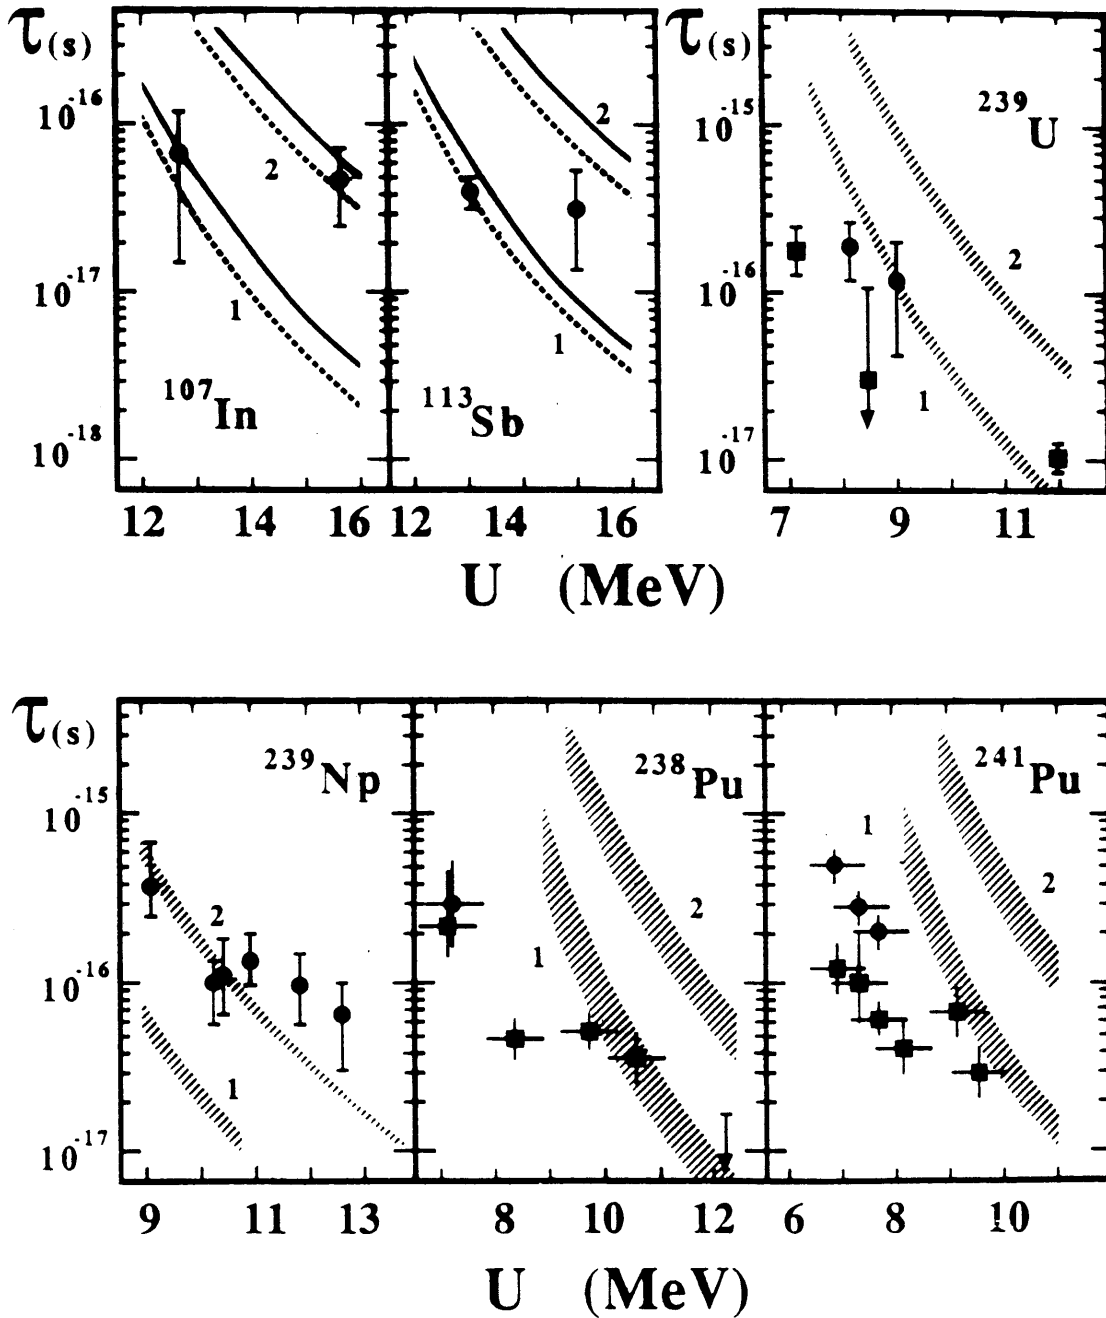 τ(s) τ(s)
10⁻¹⁶ 10⁻¹⁵
10⁻¹⁷ 10⁻¹⁶
10⁻¹⁸ 10⁻¹⁷
2 1 ¹⁰⁷In
2 1 ¹¹³Sb
²³⁹U 2 1
12 14 16 12 14 16 7 9 11
U (MeV)
τ(s)
10⁻¹⁵
10⁻¹⁶
10⁻¹⁷
²³⁹Np 2 1
²³⁸Pu 2 1
²⁴¹Pu 1 2
9 11 13 8 10 12 6 8 10
U (MeV)